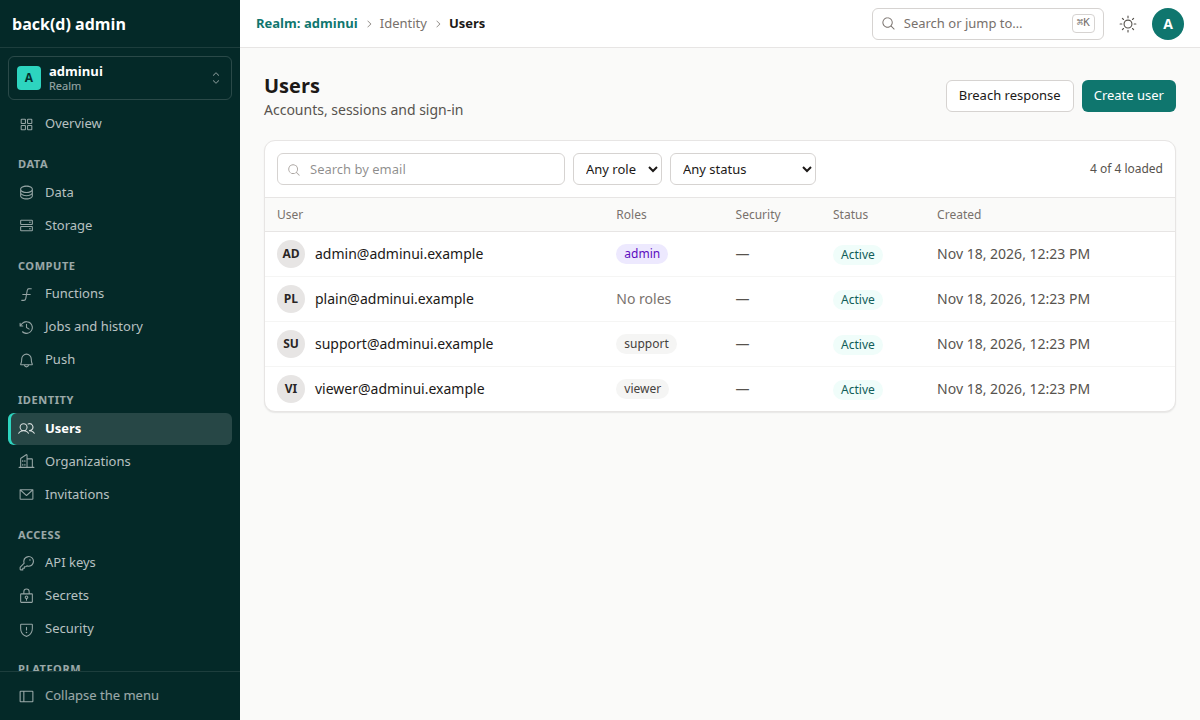 back(d) admin
Realm: adminui > Identity > Users
Search or jump to...
⌘K
A
A
adminui
Realm
Overview
DATA
Data
Storage
COMPUTE
Functions
Jobs and history
Push
IDENTITY
Users
Organizations
Invitations
ACCESS
API keys
Secrets
Security
PLATFORM
Collapse the menu
Users
Accounts, sessions and sign-in
Breach response
Create user
Search by email
Any role
Any status
4 of 4 loaded
User Roles Security Status Created
AD admin@adminui.example admin — Active Nov 18, 2026, 12:23 PM
PL plain@adminui.example No roles — Active Nov 18, 2026, 12:23 PM
SU support@adminui.example support — Active Nov 18, 2026, 12:23 PM
VI viewer@adminui.example viewer — Active Nov 18, 2026, 12:23 PM